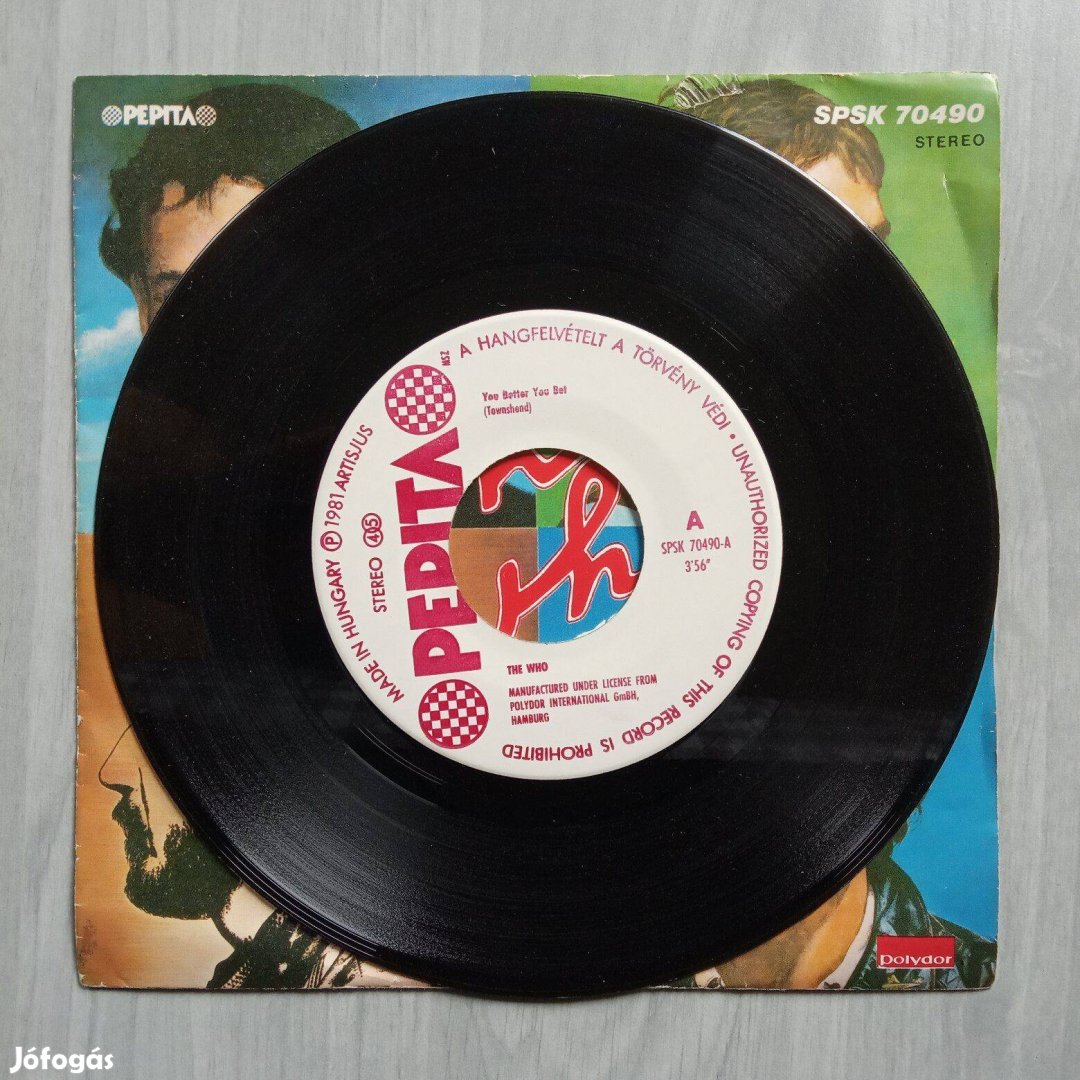 PEPITA
SPSK 70490
STEREO
A HANGFELVÉTELT A TÖRVÉNY VÉDI • UNAUTHORIZED COPYING OF THIS RECORD IS PROHIBITED
MADE IN HUNGARY Ⓟ 1981 ARTISJUS
STEREO 45
PEPITA
MSZ
You Better You Bet
(Townshend)
A
SPSK 70490-A
3'56"
THE WHO
MANUFACTURED UNDER LICENSE FROM
POLYDOR INTERNATIONAL GmBH,
HAMBURG
polydor
Jófogás